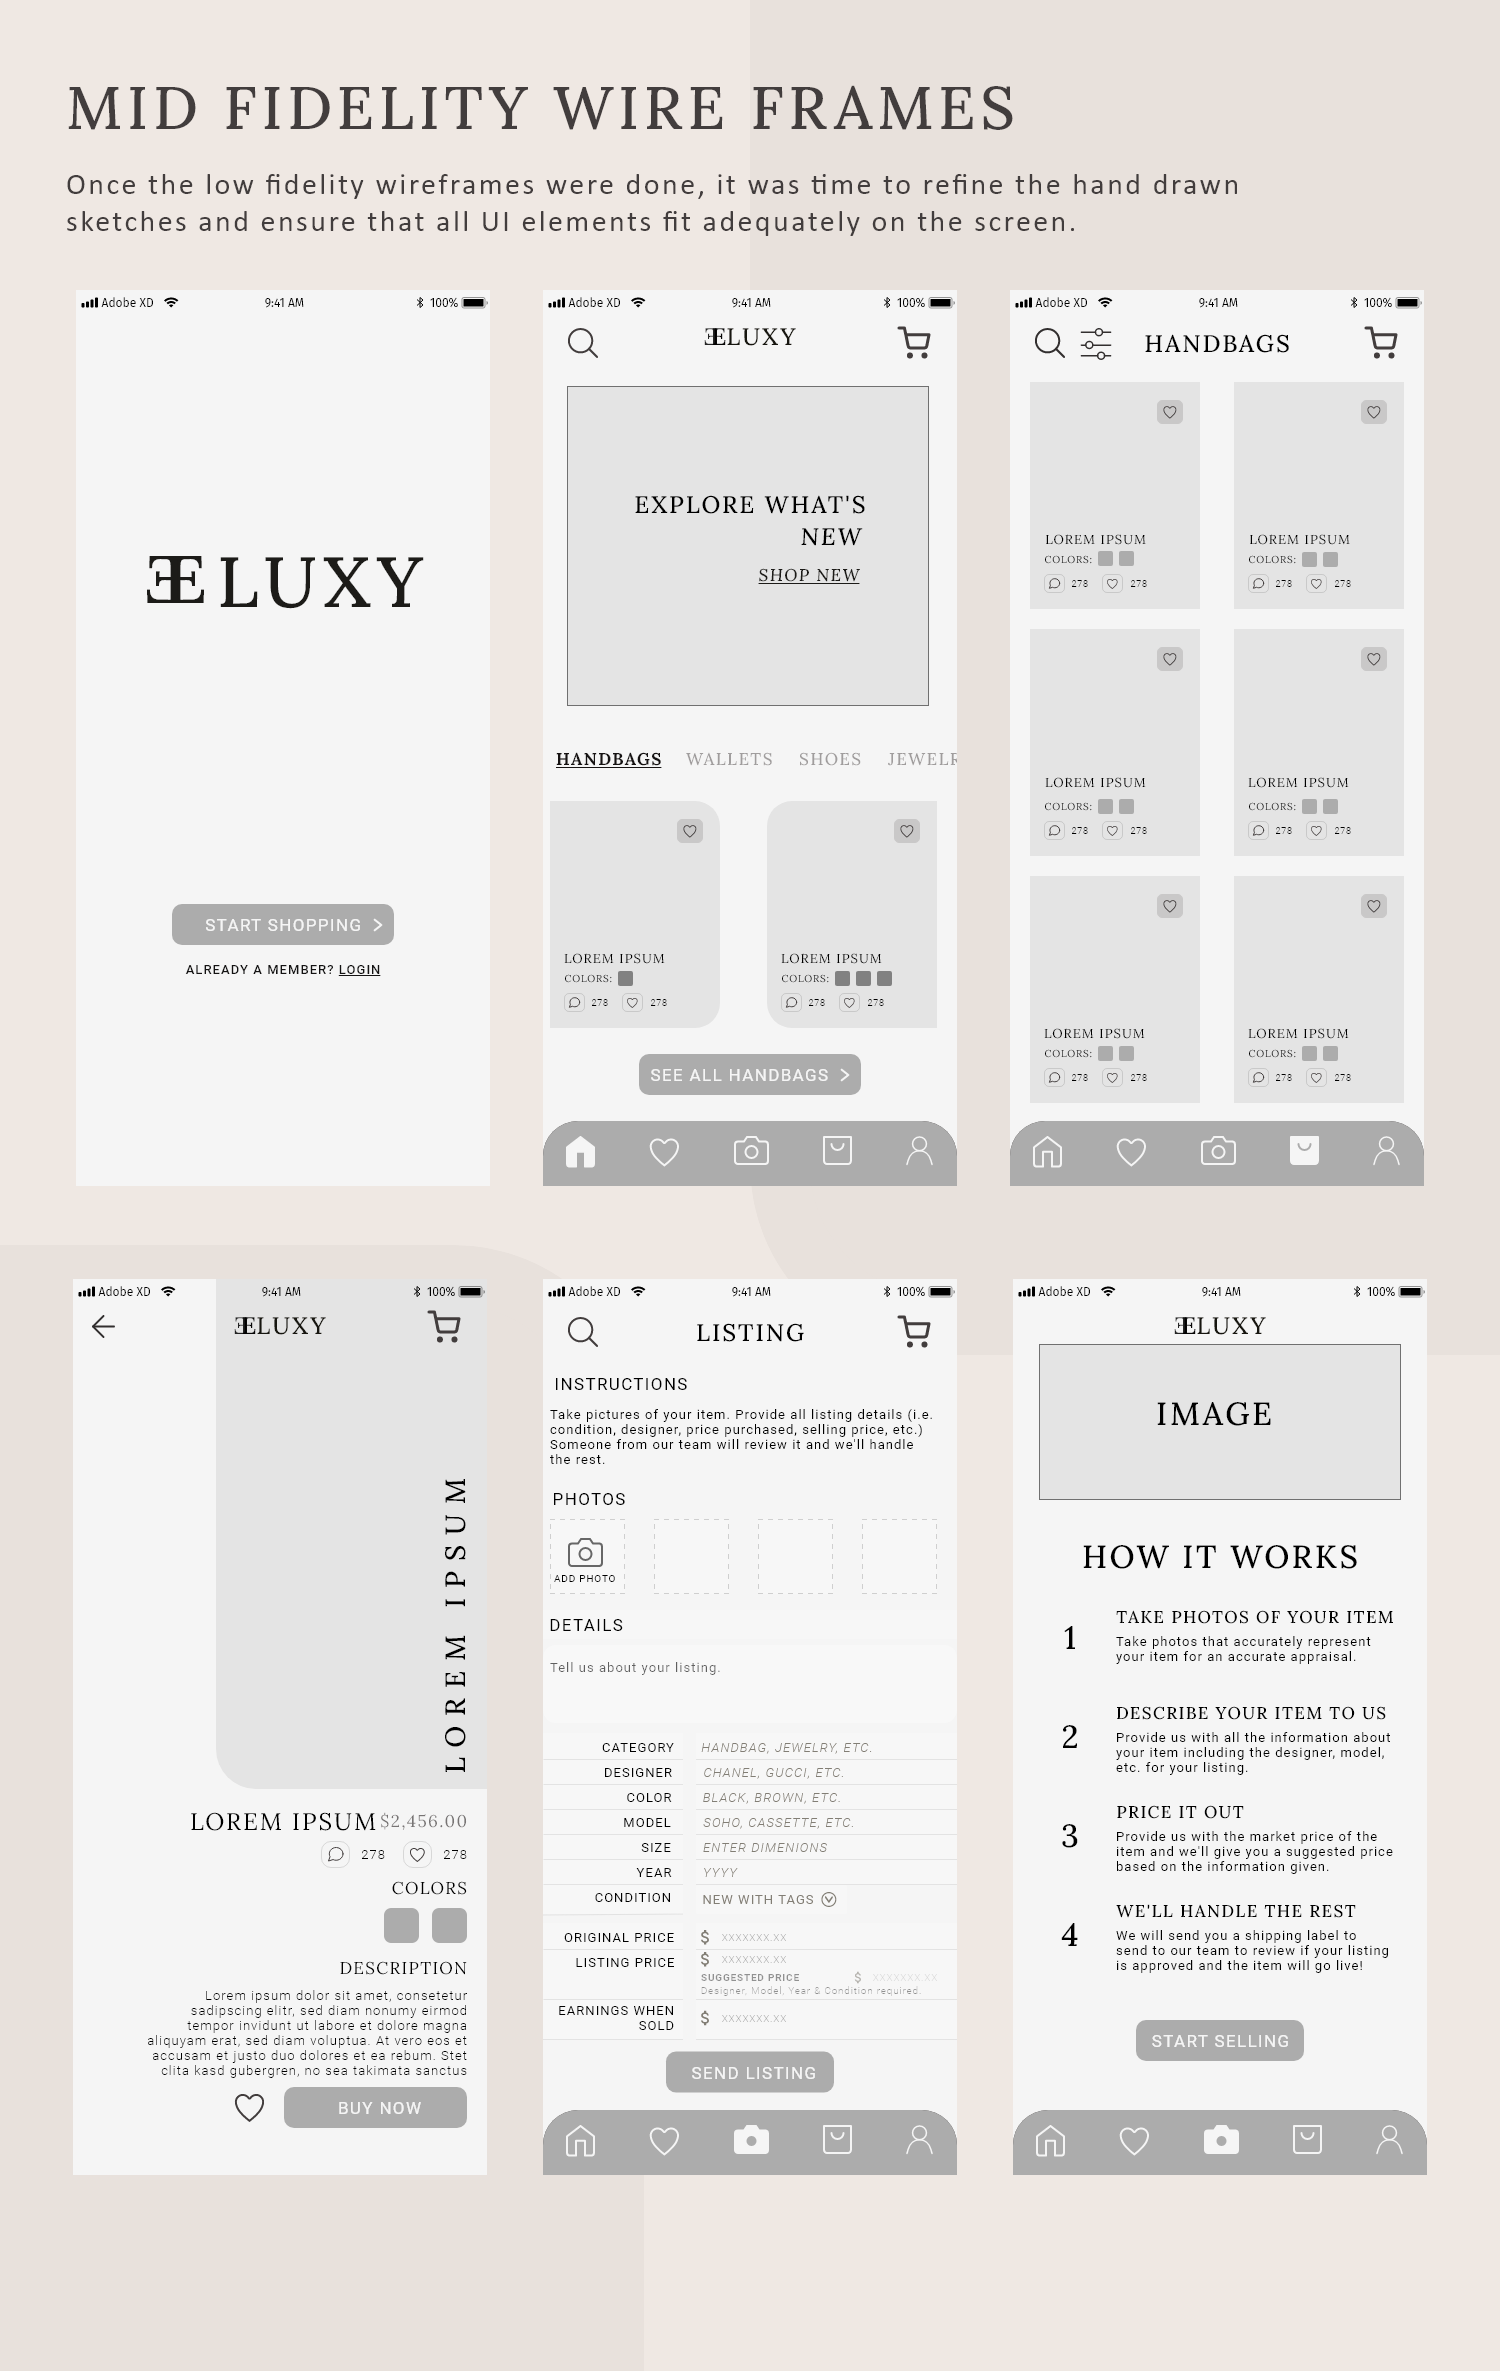 MID FIDELITY WIRE FRAMES
Once the low fidelity wireframes were done, it was time to refine the hand drawn
sketches and ensure that all UI elements fit adequately on the screen.
Adobe XD 9:41 AM 100%
ƎELUXY
START SHOPPING >
ALREADY A MEMBER? LOGIN
Adobe XD 9:41 AM 100%
ƎELUXY
EXPLORE WHAT'S
NEW
SHOP NEW
HANDBAGS WALLETS SHOES JEWELR
LOREM IPSUM
COLORS:
278 278
LOREM IPSUM
COLORS:
278 278
SEE ALL HANDBAGS >
Adobe XD 9:41 AM 100%
HANDBAGS
LOREM IPSUM
COLORS:
278 278
LOREM IPSUM
COLORS:
278 278
LOREM IPSUM
COLORS:
278 278
LOREM IPSUM
COLORS:
278 278
LOREM IPSUM
COLORS:
278 278
LOREM IPSUM
COLORS:
278 278
Adobe XD 9:41 AM 100%
ƎELUXY
LOREM IPSUM
LOREM IPSUM $2,456.00
278 278
COLORS
DESCRIPTION
Lorem ipsum dolor sit amet, consetetur
sadipscing elitr, sed diam nonumy eirmod
tempor invidunt ut labore et dolore magna
aliquyam erat, sed diam voluptua. At vero eos et
accusam et justo duo dolores et ea rebum. Stet
clita kasd gubergren, no sea takimata sanctus
BUY NOW
Adobe XD 9:41 AM 100%
LISTING
INSTRUCTIONS
Take pictures of your item. Provide all listing details (i.e.
condition, designer, price purchased, selling price, etc.)
Someone from our team will review it and we'll handle
the rest.
PHOTOS
ADD PHOTO
DETAILS
Tell us about your listing.
CATEGORY HANDBAG, JEWELRY, ETC.
DESIGNER CHANEL, GUCCI, ETC.
COLOR BLACK, BROWN, ETC.
MODEL SOHO, CASSETTE, ETC.
SIZE ENTER DIMENIONS
YEAR YYYY
CONDITION NEW WITH TAGS
ORIGINAL PRICE $ XXXXXXX.XX
LISTING PRICE $ XXXXXXX.XX
SUGGESTED PRICE $ XXXXXXX.XX
Designer, Model, Year & Condition required.
EARNINGS WHEN
SOLD $ XXXXXXX.XX
SEND LISTING
Adobe XD 9:41 AM 100%
ƎELUXY
IMAGE
HOW IT WORKS
1 TAKE PHOTOS OF YOUR ITEM
Take photos that accurately represent
your item for an accurate appraisal.
2 DESCRIBE YOUR ITEM TO US
Provide us with all the information about
your item including the designer, model,
etc. for your listing.
3 PRICE IT OUT
Provide us with the market price of the
item and we'll give you a suggested price
based on the information given.
4 WE'LL HANDLE THE REST
We will send you a shipping label to
send to our team to review if your listing
is approved and the item will go live!
START SELLING